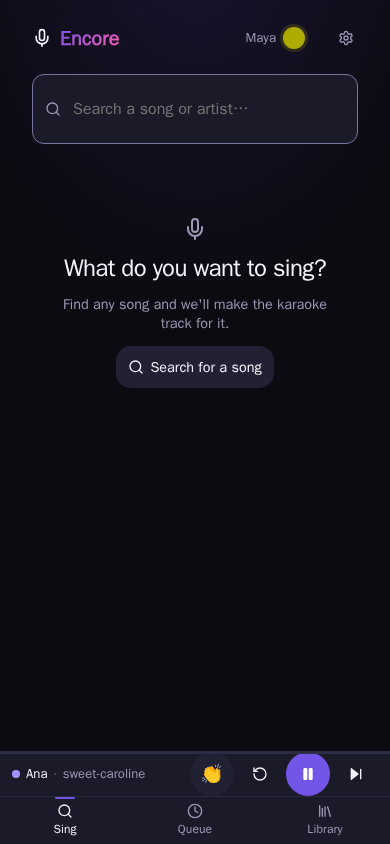 Encore
Maya
Search a song or artist···
What do you want to sing?
Find any song and we'll make the karaoke
track for it.
Search for a song
Ana · sweet-caroline
Sing
Queue
Library